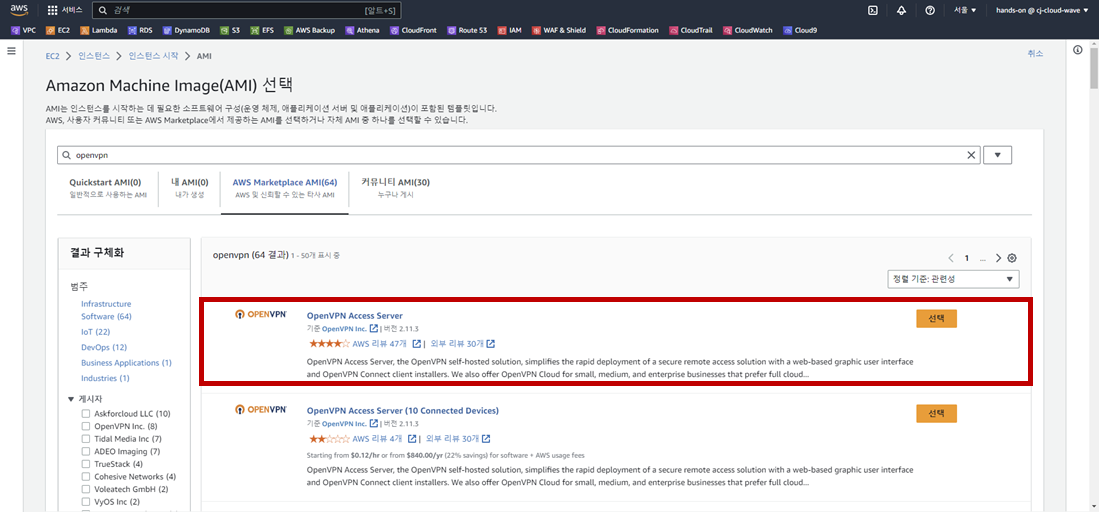 aws
서비스
검색
[알트+S]
서울
hands-on @ cj-cloud-wave
VPC
EC2
Lambda
RDS
DynamoDB
S3
EFS
AWS Backup
Athena
CloudFront
Route 53
IAM
WAF & Shield
CloudFormation
CloudTrail
CloudWatch
Cloud9
EC2 > 인스턴스 > 인스턴스 시작 > AMI
취소
Amazon Machine Image(AMI) 선택
AMI는 인스턴스를 시작하는 데 필요한 소프트웨어 구성(운영 체제, 애플리케이션 서버 및 애플리케이션)이 포함된 템플릿입니다.
AWS, 사용자 커뮤니티 또는 AWS Marketplace에서 제공하는 AMI를 선택하거나 자체 AMI 중 하나를 선택할 수 있습니다.
openvpn
Quickstart AMI(0)
일반적으로 사용하는 AMI
내 AMI(0)
내가 생성
AWS Marketplace AMI(64)
AWS 및 신뢰할 수 있는 타사 AMI
커뮤니티 AMI(30)
누구나 게시
결과 구체화
범주
Infrastructure
Software (64)
IoT (22)
DevOps (12)
Business Applications (1)
Industries (1)
게시자
Askforcloud LLC (10)
OpenVPN Inc. (8)
Tidal Media Inc (7)
ADEO Imaging (7)
TrueStack (4)
Cohesive Networks (4)
Voleatech GmbH (2)
VyOS Inc (2)
openvpn (64 결과) 1 - 50개 표시 중
1 ...
정렬 기준: 관련성
OPENVPN
OpenVPN Access Server
기준 OpenVPN Inc. | 버전 2.11.3
AWS 리뷰 47개 | 외부 리뷰 30개
OpenVPN Access Server, the OpenVPN self-hosted solution, simplifies the rapid deployment of a secure remote access solution with a web-based graphic user interface
and OpenVPN Connect client installers. We also offer OpenVPN Cloud for small, medium, and enterprise businesses that prefer full cloud...
선택
OPENVPN
OpenVPN Access Server (10 Connected Devices)
기준 OpenVPN Inc. | 버전 2.11.3
AWS 리뷰 4개 | 외부 리뷰 30개
Starting from $0.12/hr or from $840.00/yr (22% savings) for software + AWS usage fees
OpenVPN Access Server, the OpenVPN self-hosted solution, simplifies the rapid deployment of a secure remote access solution with a web-based graphic user interface
and OpenVPN Connect client installers. We also offer OpenVPN Cloud for small, medium, and enterprise businesses that prefer full cloud...
선택